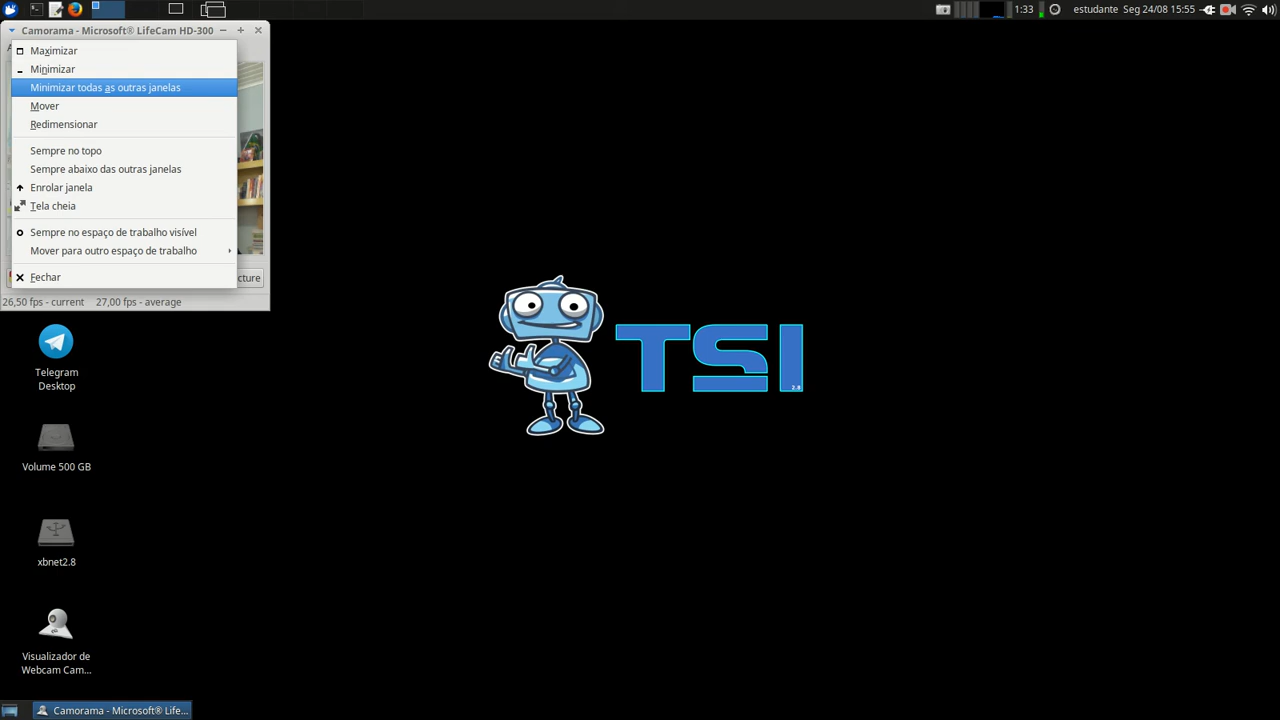 1:33
estudante
Seg 24/08 15:55
Camorama - Microsoft® LifeCam HD-300
Maximizar
Minimizar
Minimizar todas as outras janelas
Mover
Redimensionar
Sempre no topo
Sempre abaixo das outras janelas
Enrolar janela
Tela cheia
Sempre no espaço de trabalho visível
Mover para outro espaço de trabalho
Fechar
cture
26,50 fps - current 27,00 fps - average
TSI
2.8
Telegram
Desktop
Volume 500 GB
xbnet2.8
Visualizador de
Webcam Cam...
Camorama - Microsoft® Life...